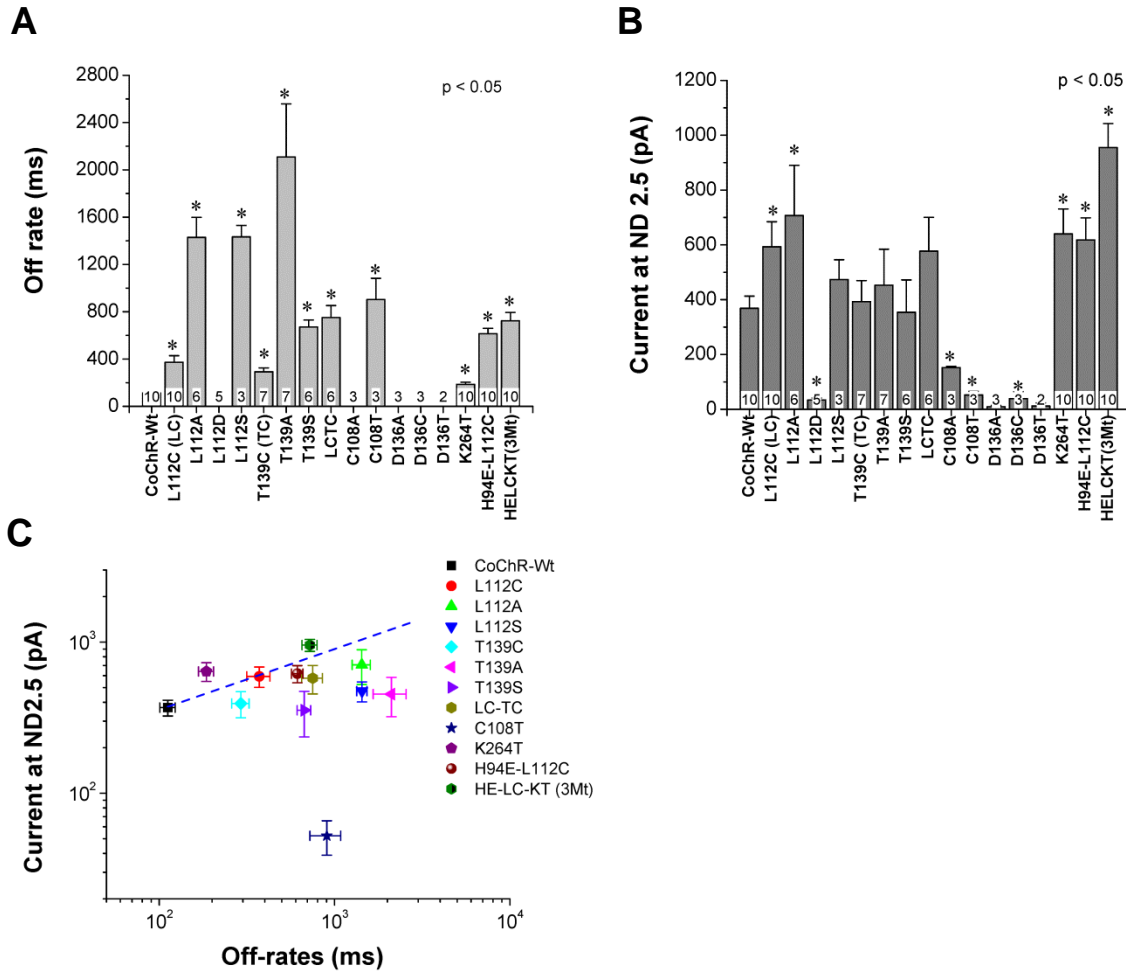 A
B
2800
2400
2000
1600
1200
800
400
0
Off rate (ms)
p < 0.05
* * * * * * * * * * *
10 10 6 5 3 7 7 6 6 3 3 3 3 2 10 10 10
CoChR-Wt
L112C (LC)
L112A
L112D
L112S
T139C (TC)
T139A
T139S
LCTC
C108A
C108T
D136A
D136C
D136T
K264T
H94E-L112C
HELCKT(3Mt)
1200
1000
800
600
400
200
0
Current at ND 2.5 (pA)
p < 0.05
* * * * * * * * *
10 10 6 5 3 7 7 6 6 3 3 3 3 2 10 10 10
CoChR-Wt
L112C (LC)
L112A
L112D
L112S
T139C (TC)
T139A
T139S
LCTC
C108A
C108T
D136A
D136C
D136T
K264T
H94E-L112C
HELCKT(3Mt)
C
10³
10²
Current at ND2.5 (pA)
10² 10³ 10⁴
Off-rates (ms)
CoChR-Wt
L112C
L112A
L112S
T139C
T139A
T139S
LC-TC
C108T
K264T
H94E-L112C
HE-LC-KT (3Mt)